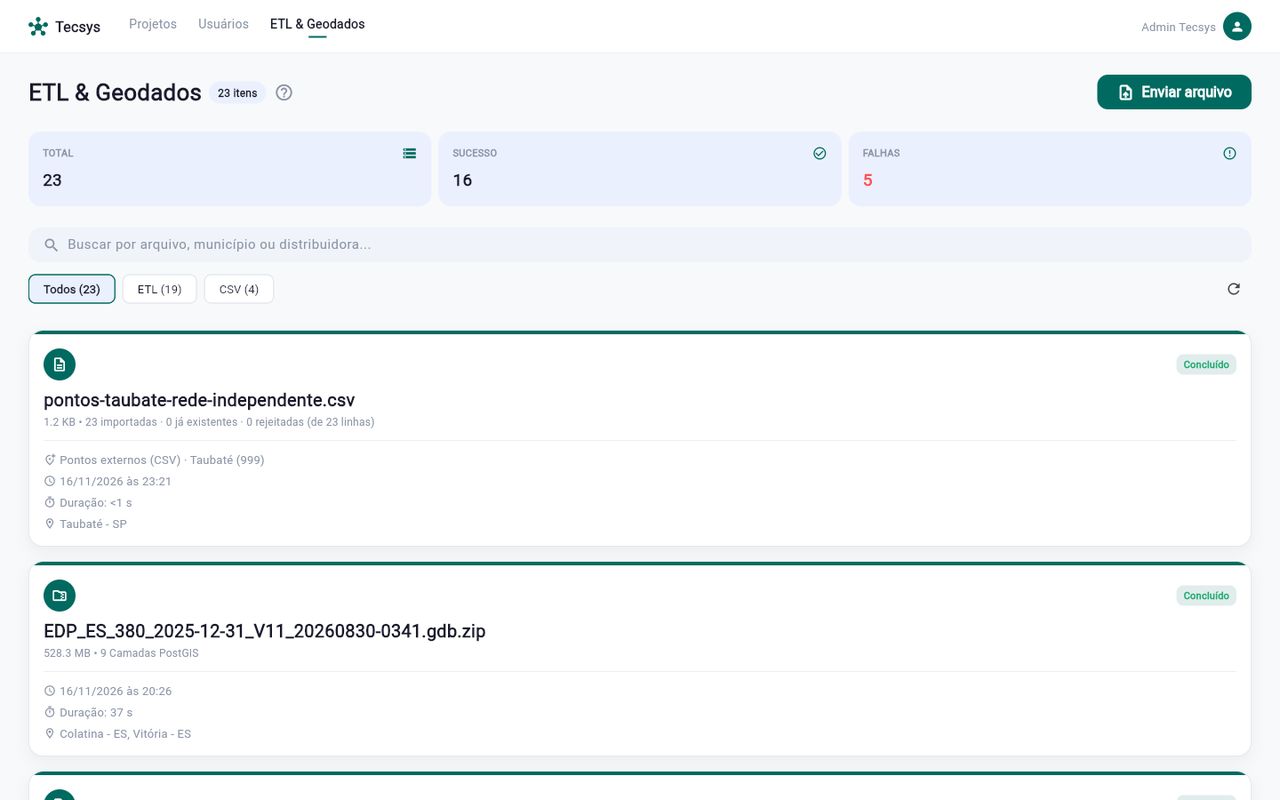 Tecsys
Projetos
Usuários
ETL & Geodados
Admin Tecsys
ETL & Geodados
23 itens
Enviar arquivo
TOTAL
23
SUCESSO
16
FALHAS
5
Buscar por arquivo, município ou distribuidora...
Todos (23)
ETL (19)
CSV (4)
Concluído
pontos-taubate-rede-independente.csv
1.2 KB • 23 importadas · 0 já existentes · 0 rejeitadas (de 23 linhas)
Pontos externos (CSV) · Taubaté (999)
16/11/2026 às 23:21
Duração: <1 s
Taubaté - SP
Concluído
EDP_ES_380_2025-12-31_V11_20260830-0341.gdb.zip
528.3 MB • 9 Camadas PostGIS
16/11/2026 às 20:26
Duração: 37 s
Colatina - ES, Vitória - ES